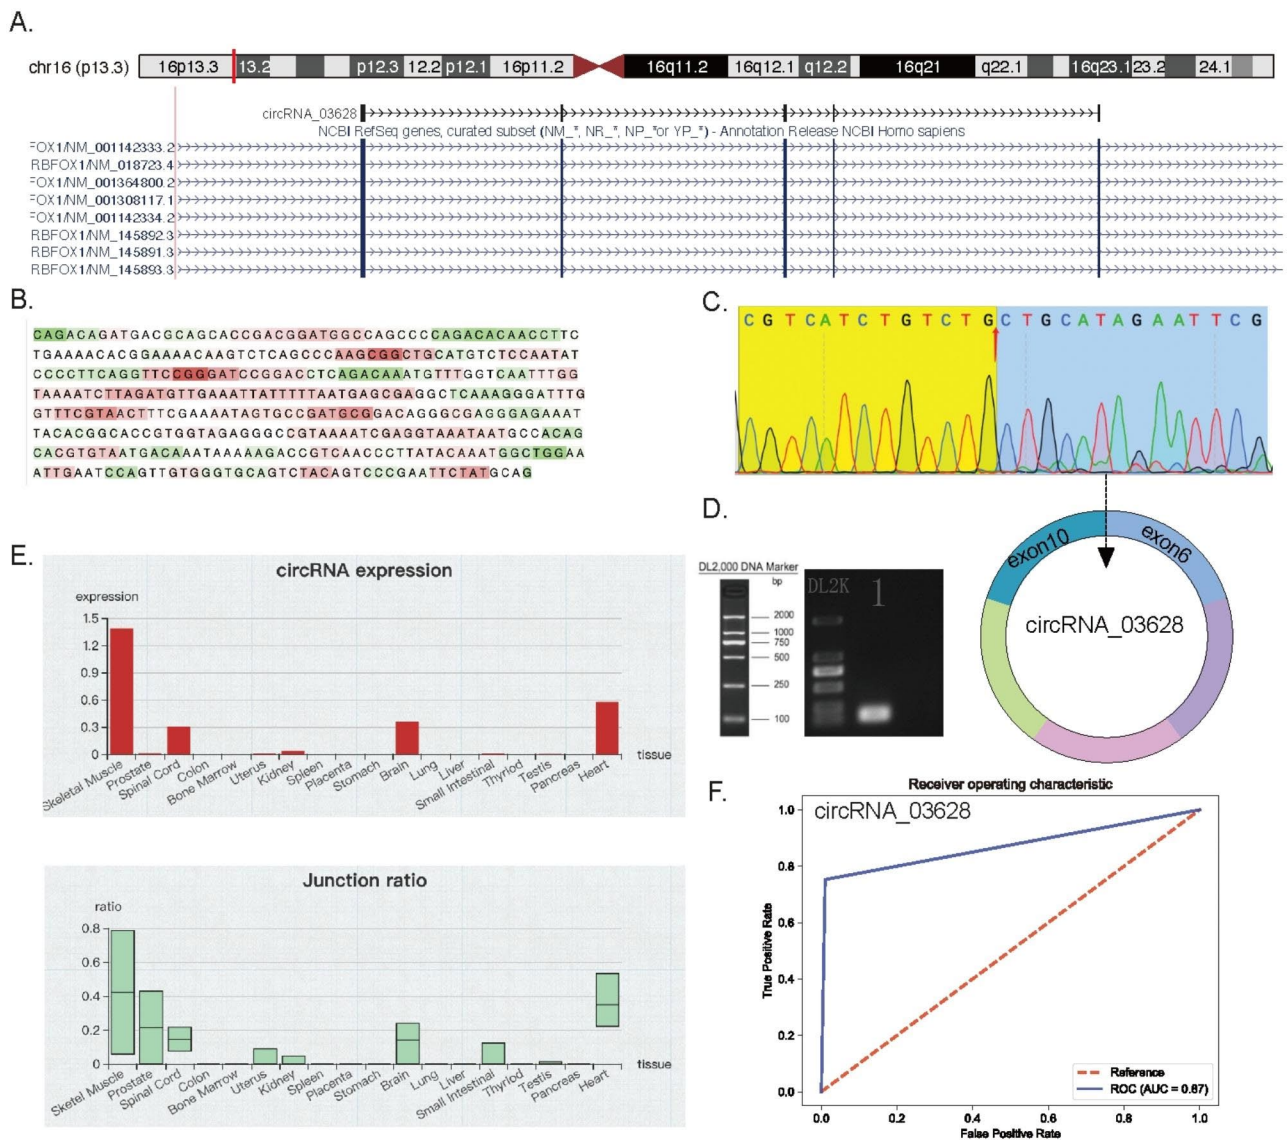 A.
chr16 (p13.3)
16p13.3 13.2 p12.3 12.2 p12.1 16p11.2 16q11.2 16q12.1 q12.2 16q21 q22.1 16q23.1 23.2 24.1
circRNA_03628
NCBI RefSeq genes, curated subset (NM_*, NR_*, NP_*or YP_*) - Annotation Release NCBI Homo sapiens
FOX1/NM_001142333.2
RBFOX1/NM_018723.4
FOX1/NM_001364800.2
FOX1/NM_001308117.1
FOX1/NM_001142334.2
RBFOX1/NM_145892.3
RBFOX1/NM_145891.3
RBFOX1/NM_145893.3
B.
CAGACAGATGACGCAGCACCGACGGATGGCCAGCCCCAGACACAACCTTC
TGAAAACACGGAAAACAAGTCTCAGCCCAAGCGGCTGCATGTCTCCAATAT
CCCCTTCAGGTTCCGGGATCCGGACCTCAGACAAATGTTTGGTCAATTTGG
TAAAATCTTAGATGTTGAAATTATTTTTAATGAGCGAGGCTCAAAGGGATTTG
GTTTCGTAACTTTCGAAAATAGTGCCGATGCGGACAGGGCGAGGGAGAAAT
TACACGGCACCGTGGTAGAGGGCCGTAAAATCGAGGTAAATAATGCCACAG
CACGTGTAATGACAAATAAAAAGACCGTCAACCCTTATACAAATGGCTGGAA
ATTGAATCCAGTTGTGGGTGCAGTCTACAGTCCCGAATTCTATGCAG
C.
C G T C A T C T G T C T G C T G C A T A G A A T T C G
D.
DL2,000 DNA Marker
bp
2000
1000
750
500
250
100
DL2K 1
exon10 exon6
circRNA_03628
E.
circRNA expression
expression
1.5
1.2
0.9
0.6
0.3
0
Skeletal Muscle Prostate Spinal Cord Colon Bone Marrow Uterus Kidney Spleen Placenta Stomach Brain Lung Liver Small Intestinal Thyriod Testis Pancreas Heart
tissue
Junction ratio
ratio
0.8
0.6
0.4
0.2
0
Sketel Muscle Prostate Spinal Cord Colon Bone Marrow Uterus Kidney Spleen Placenta Stomach Brain Lung Liver Small Intestinal Thyriod Testis Pancreas Heart
tissue
F.
Receiver operating characteristic
circRNA_03628
True Positive Rate
1.0
0.8
0.6
0.4
0.2
0.0
0.0 0.2 0.4 0.6 0.8 1.0
False Positive Rate
Reference
ROC (AUC = 0.87)